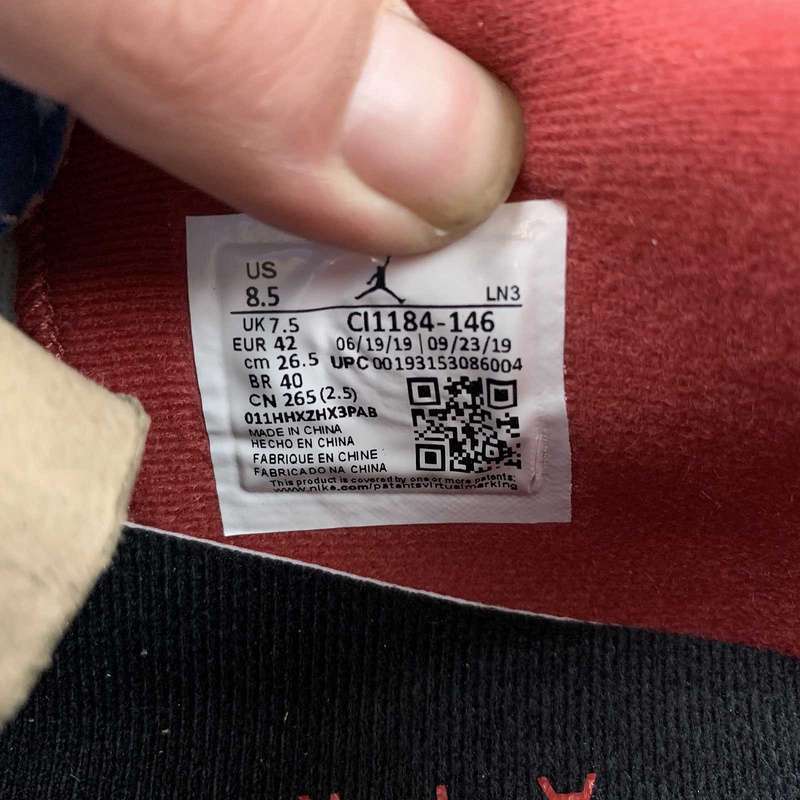 US
8.5
LN3
UK 7.5
CI1184-146
EUR 42
06/19/19 | 09/23/19
cm 26.5
UPC 00193153086004
BR 40
CN 265 (2.5)
011HHXZHX3PAB
MADE IN CHINA
HECHO EN CHINA
FABRIQUE EN CHINE
FABRICADO NA CHINA
This product is covered by one or more patents:
www.nike.com/patentsvirtualmarking